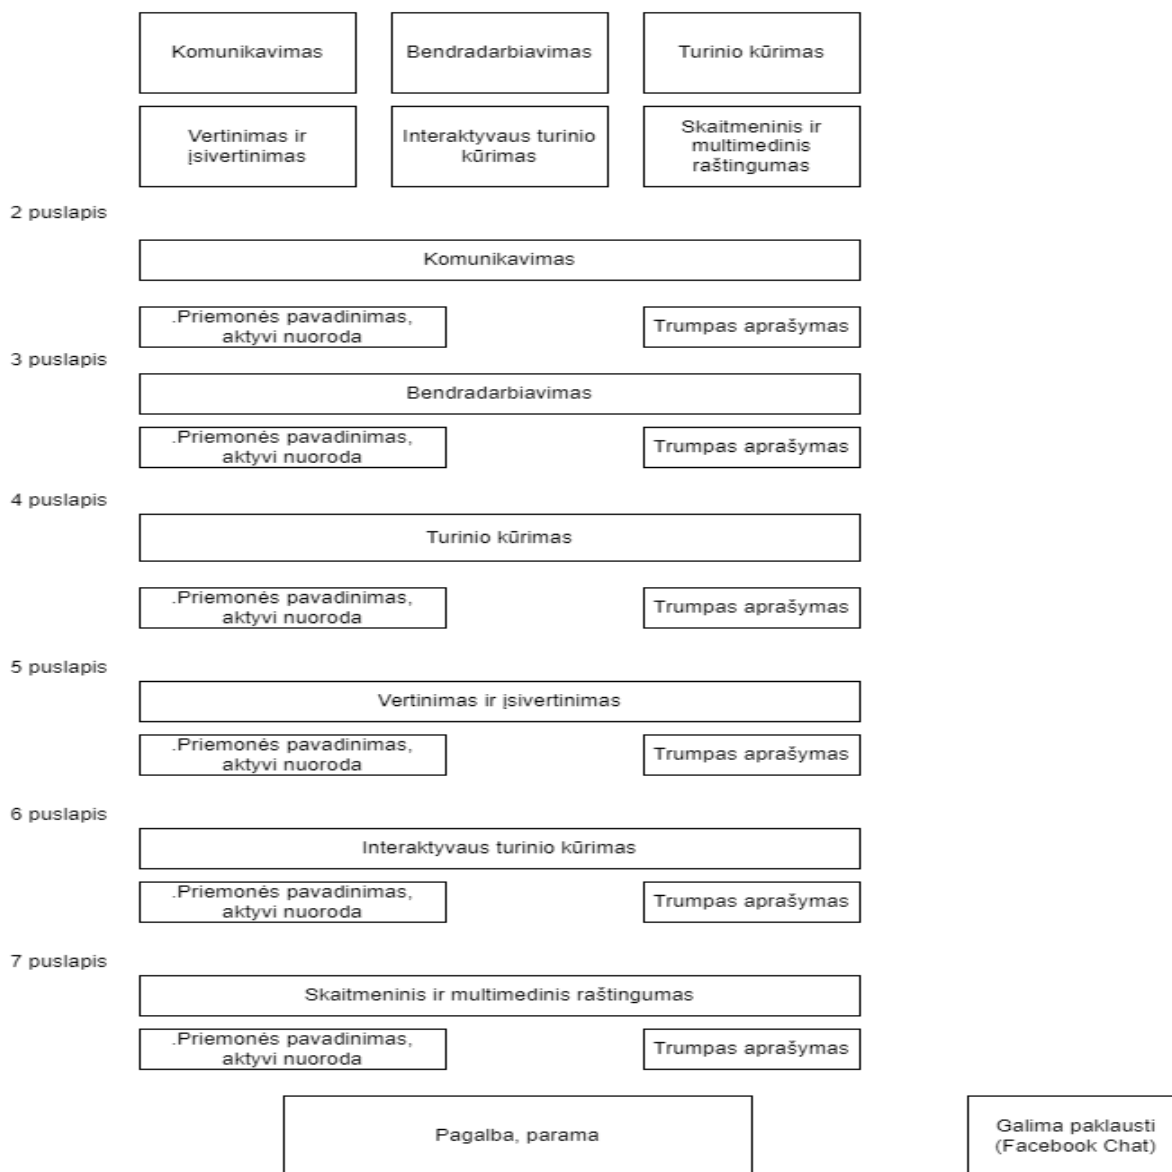 Komunikavimas
Bendradarbiavimas
Turinio kūrimas
Vertinimas ir
įsivertinimas
Interaktyvaus turinio
kūrimas
Skaitmeninis ir
multimedinis
raštingumas
2 puslapis
Komunikavimas
.Priemonės pavadinimas,
aktyvi nuoroda
Trumpas aprašymas
3 puslapis
Bendradarbiavimas
.Priemonės pavadinimas,
aktyvi nuoroda
Trumpas aprašymas
4 puslapis
Turinio kūrimas
.Priemonės pavadinimas,
aktyvi nuoroda
Trumpas aprašymas
5 puslapis
Vertinimas ir įsivertinimas
.Priemonės pavadinimas,
aktyvi nuoroda
Trumpas aprašymas
6 puslapis
Interaktyvaus turinio kūrimas
.Priemonės pavadinimas,
aktyvi nuoroda
Trumpas aprašymas
7 puslapis
Skaitmeninis ir multimedinis raštingumas
.Priemonės pavadinimas,
aktyvi nuoroda
Trumpas aprašymas
Pagalba, parama
Galima paklausti
(Facebook Chat)